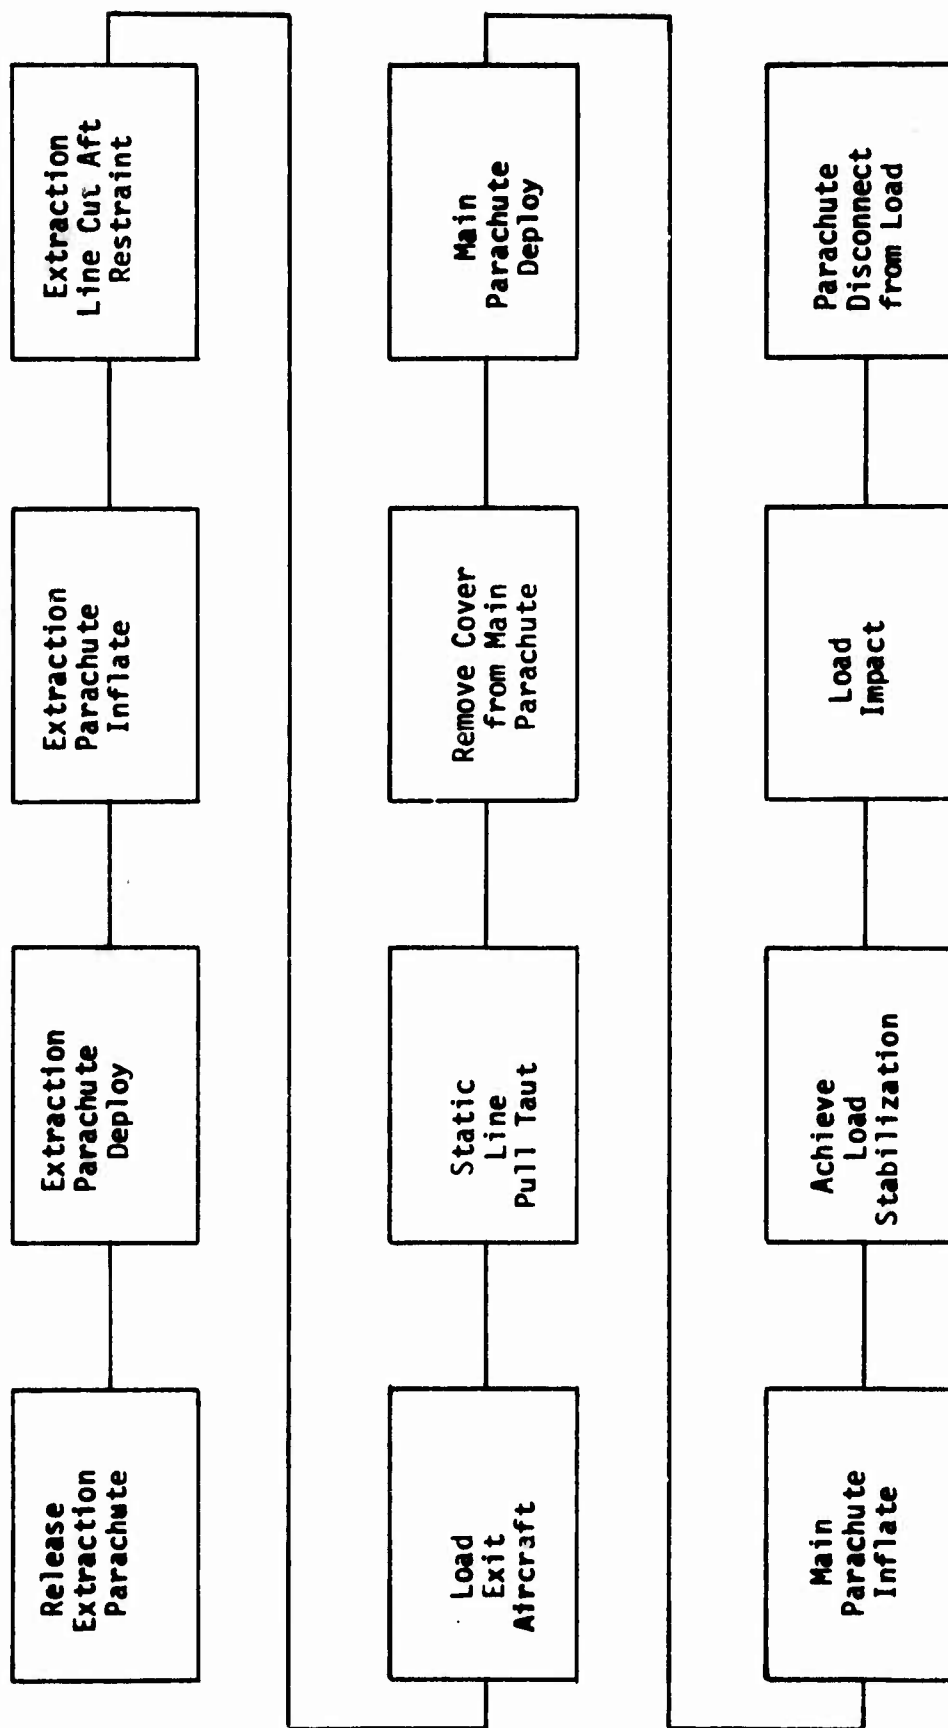 Release
Extraction
Parachute
Extraction
Parachute
Deploy
Extraction
Parachute
Inflate
Extraction
Line Cut Aft
Restraint
Load
Exit
Aircraft
Static
Line
Pull Taut
Remove Cover
from Main
Parachute
Main
Parachute
Deploy
Main
Parachute
Inflate
Achieve
Load
Stabilization
Load
Impact
Parachute
Disconnect
from Load